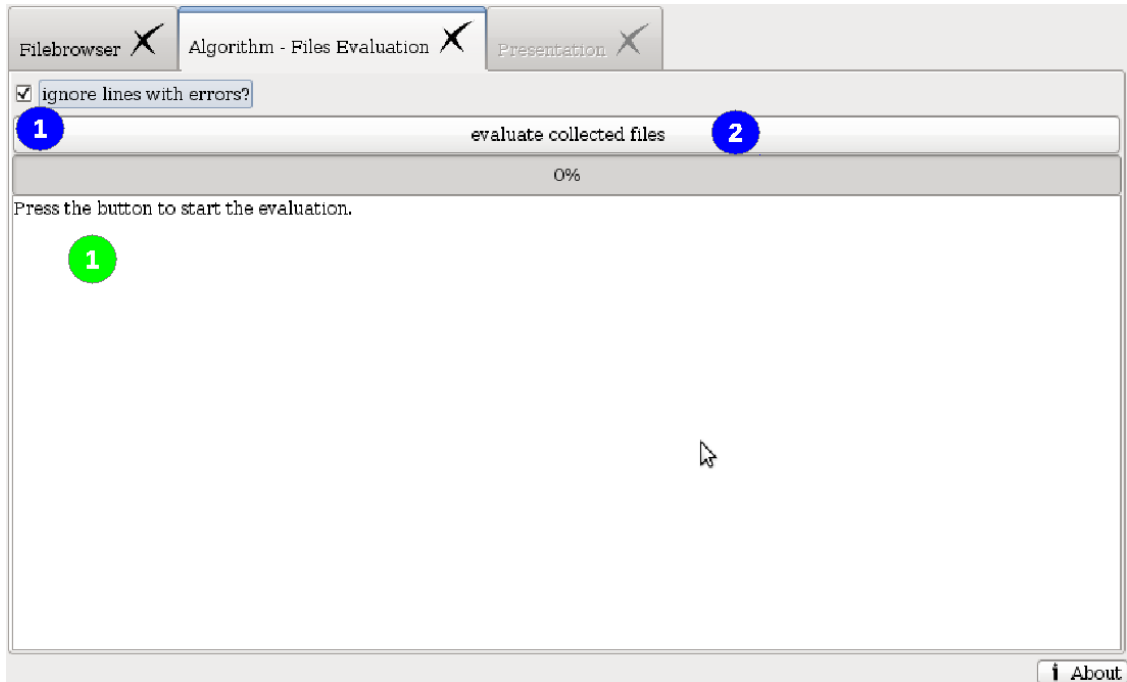 Filebrowser
Algorithm - Files Evaluation
Presentation
ignore lines with errors?
1
evaluate collected files
2
0%
Press the button to start the evaluation.
1
i About